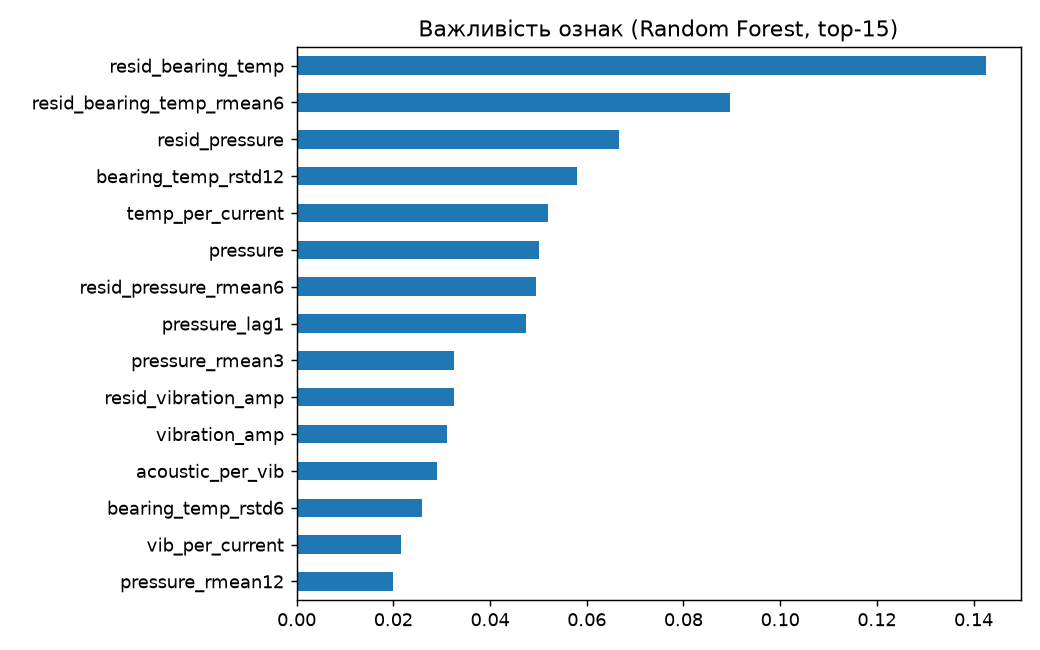 Важливість ознак (Random Forest, top-15)
resid_bearing_temp
resid_bearing_temp_rmean6
resid_pressure
bearing_temp_rstd12
temp_per_current
pressure
resid_pressure_rmean6
pressure_lag1
pressure_rmean3
resid_vibration_amp
vibration_amp
acoustic_per_vib
bearing_temp_rstd6
vib_per_current
pressure_rmean12
0.00 0.02 0.04 0.06 0.08 0.10 0.12 0.14